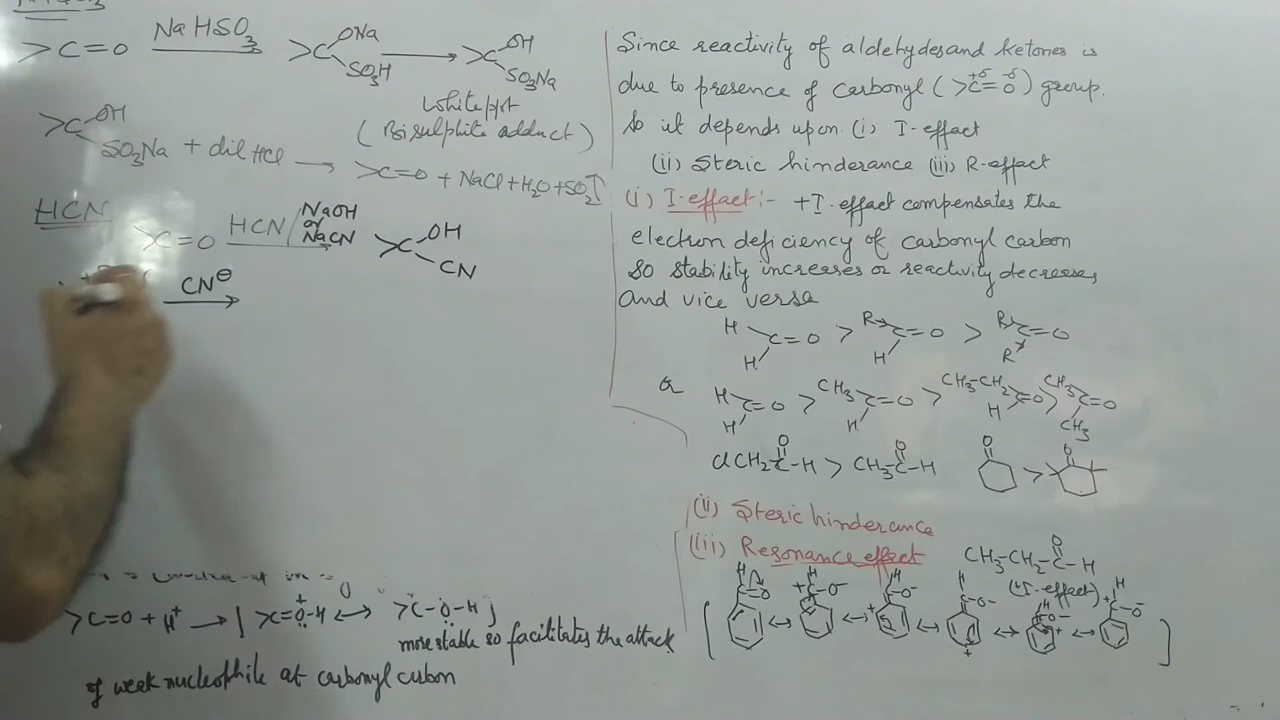 >C=O NaHSO3 → >C ONa SO3H → >C OH SO3Na
White ppt
(Bisulphite adduct)
>C OH SO3Na + dil HCl → >C=O + NaCl + H2O + SO2↑
HCN
>C=O HCN/NaOH or NaCN → >C OH CN
CN⊖ →
>C=O + H+ → [ >C=O+-H ↔ >C-O-H ]
more stable so facilitates the attack
of weak nucleophile at carbonyl carbon
Since reactivity of aldehydes and ketones is
due to presence of carbonyl ( >C+δ=O-δ ) group.
So it depends upon (i) I-effect
(ii) Steric hinderance (iii) R-effect
(i) I-effect:- +I-effect compensates the
electron deficiency of carbonyl carbon
so stability increases or reactivity decreases
and vice versa
H H C=O > R H C=O > R R C=O
or
H H C=O > CH3 H C=O > CH3-CH2 H C=O > CH3 CH3 C=O
ClCH2-C(=O)-H > CH3-C(=O)-H O > O
(ii) Steric hinderance
(iii) Resonance effect
CH3-CH2-C(=O)-H
(+I-effect)
[ H C=O ↔ + H C O- ↔ + H C O- ↔ H C O- + ↔ H C O- + ↔ + H C O- ]